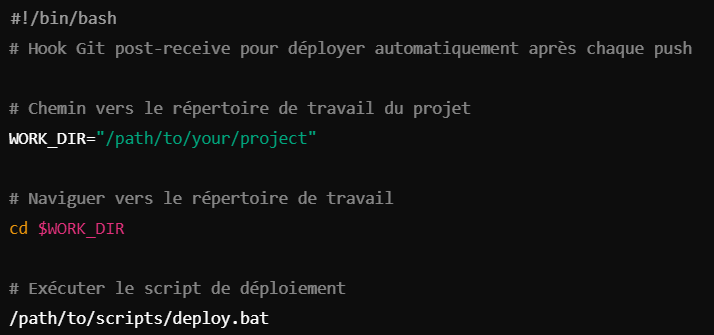 #!/bin/bash
# Hook Git post-receive pour déployer automatiquement après chaque push
# Chemin vers le répertoire de travail du projet
WORK_DIR="/path/to/your/project"
# Naviguer vers le répertoire de travail
cd $WORK_DIR
# Exécuter le script de déploiement
/path/to/scripts/deploy.bat